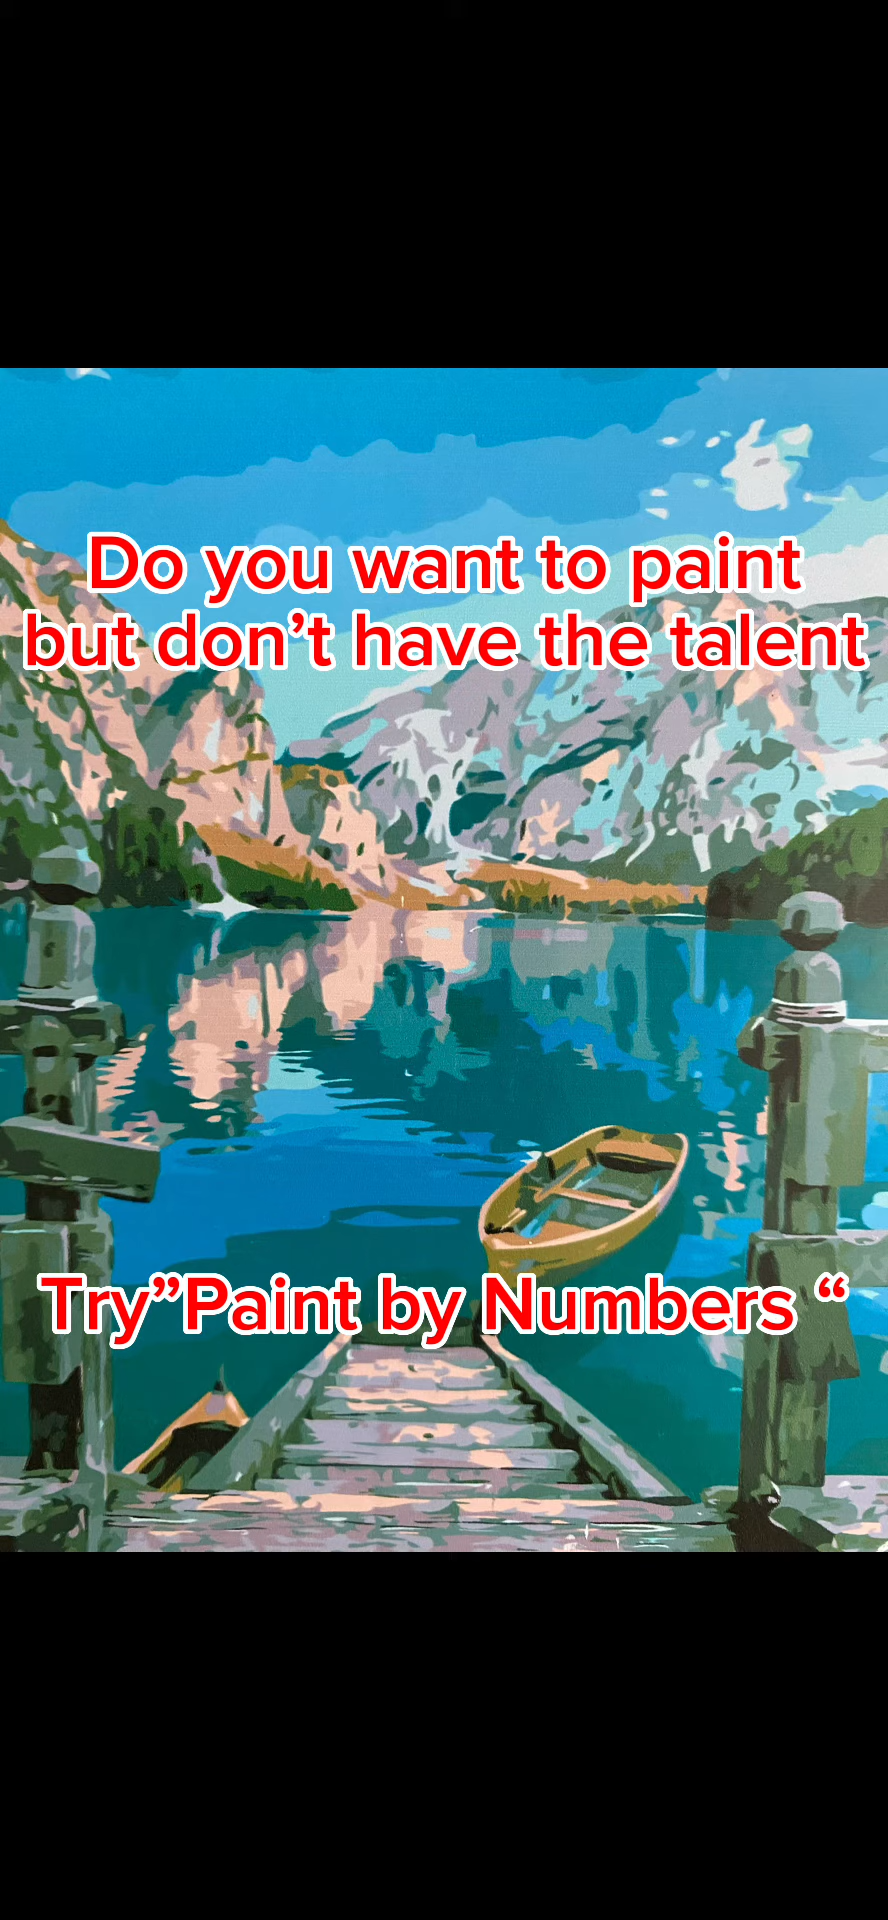 Do you want to paint
but don’t have the talent
Try”Paint by Numbers “